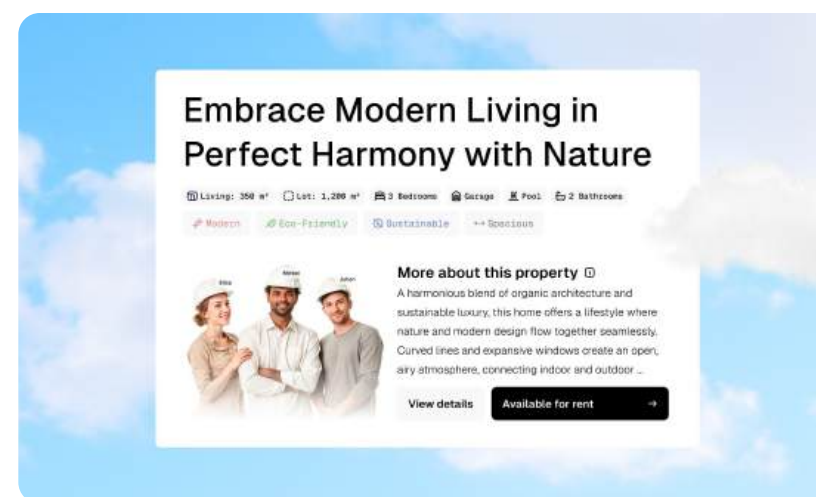 Embrace Modern Living in
Perfect Harmony with Nature
Living: 350 m² Lot: 1,200 m² 3 Bedrooms Garage Pool 2 Bathrooms
Modern Eco-Friendly Sustainable Spacious
More about this property
A harmonious blend of organic architecture and
sustainable luxury, this home offers a lifestyle where
nature and modern design flow together seamlessly.
Curved lines and expansive windows create an open,
airy atmosphere, connecting indoor and outdoor ...
View details Available for rent →